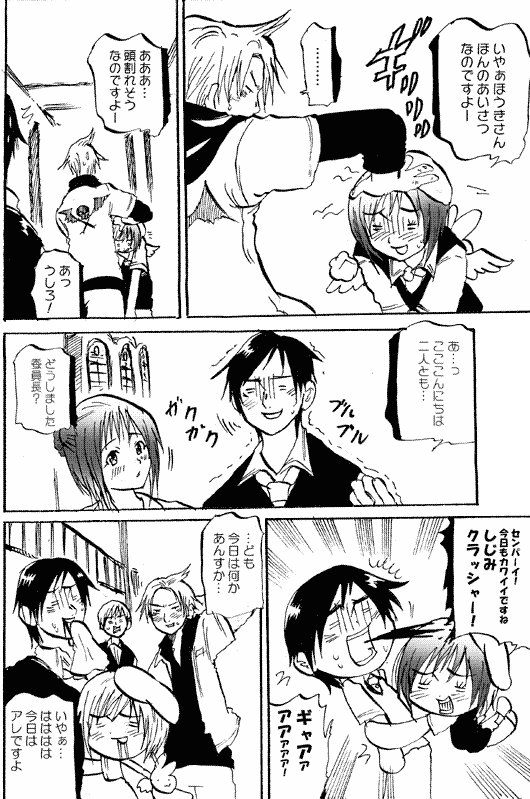 いやぁほうきさん
ほんのあいさつ
なのですよー
ギギギ
………
あああ…
頭割れそう
なのですよー
あっ
うしろ！
あ…っ
こここんにちは
二人とも…
ブルブル
ガクガク
どうしました
委員長？
センパーイ！
今日もカワイイですね
しじみ
クラッシャー！
ギャアア
アアァァァ！
…ども
今日は何か
あんすか…
いやぁ…
はははは
今日は
アレですよ